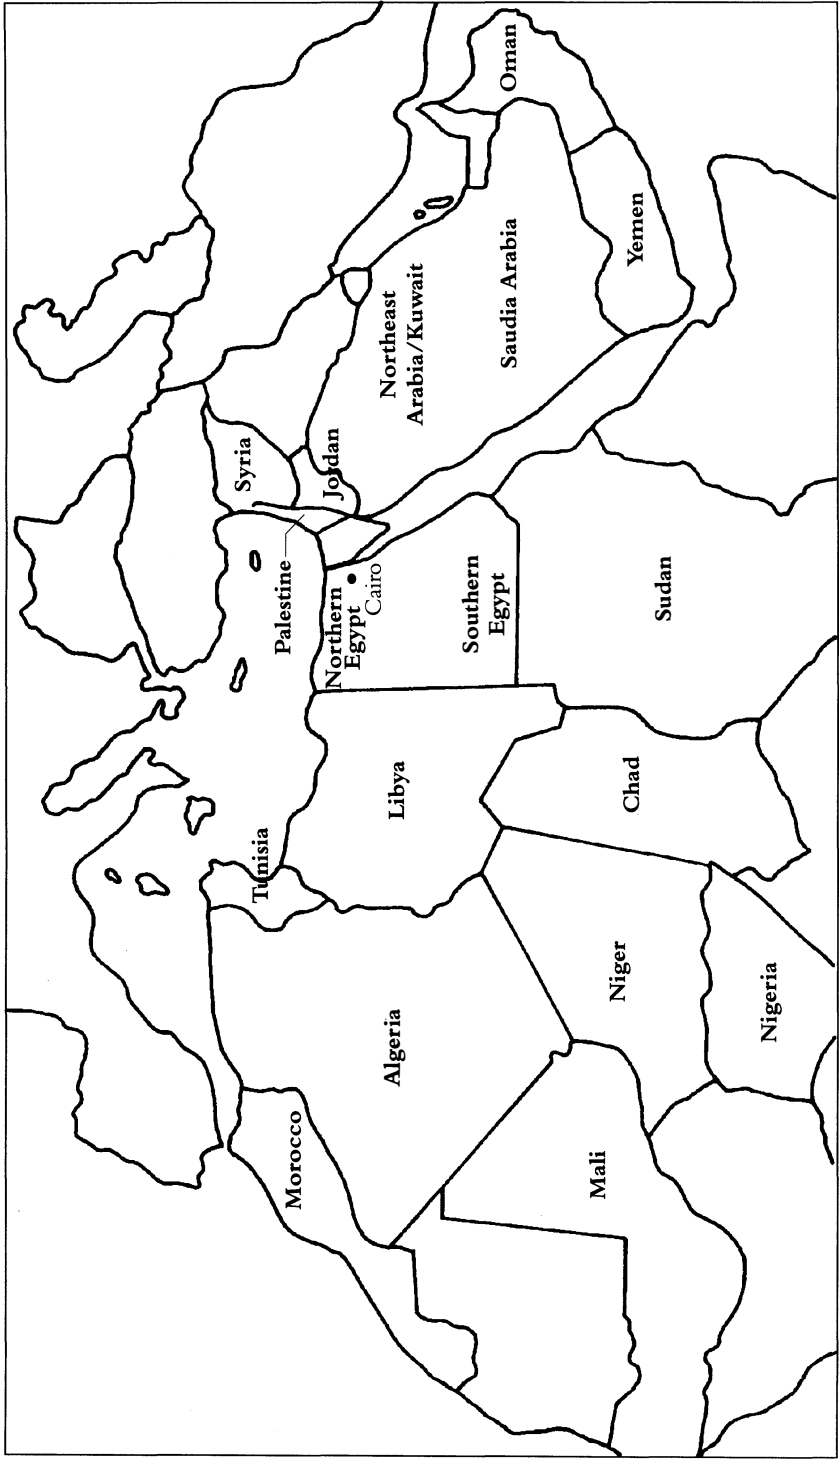 Morocco
Algeria
Tunisia
Libya
Mali
Niger
Nigeria
Chad
Palestine
Northern
Egypt
Cairo
Southern
Egypt
Sudan
Syria
Jordan
Northeast
Arabia/Kuwait
Saudia Arabia
Yemen
Oman